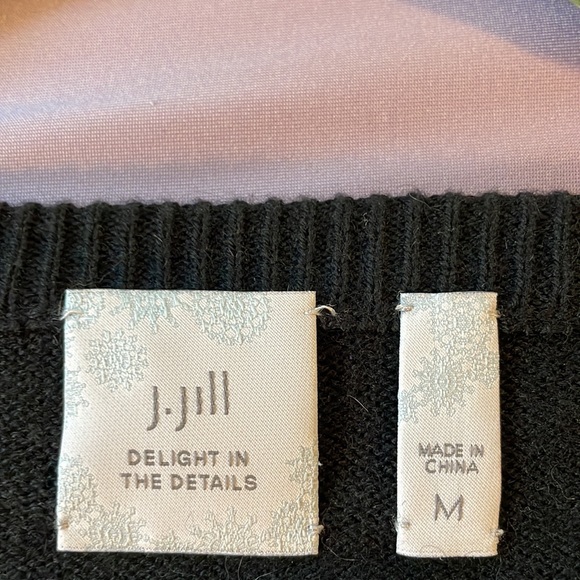 J.Jill
DELIGHT IN
THE DETAILS
MADE IN
CHINA
M